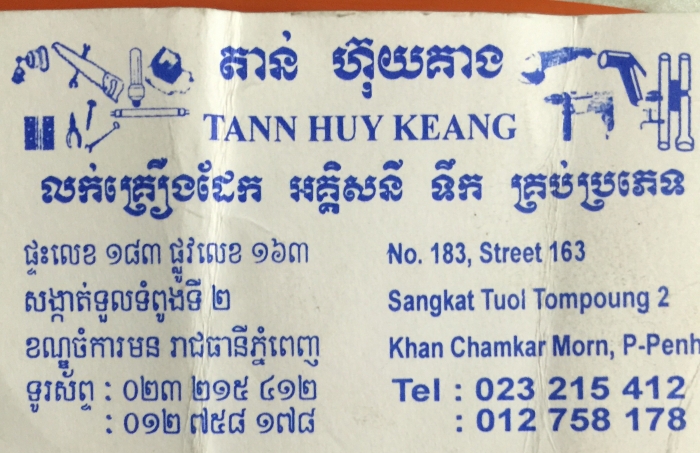 តាន់ ហ៊ុយគាង
TANN HUY KEANG
លក់គ្រឿងដែក អគ្គិសនី ទឹក គ្រប់ប្រភេទ
ផ្ទះលេខ ១៨៣ ផ្លូវលេខ ១៦៣
No. 183, Street 163
សង្កាត់ទួលទំពូងទី ២
Sangkat Tuol Tompoung 2
ខណ្ឌចំការមន រាជធានីភ្នំពេញ
Khan Chamkar Morn, P-Penh
ទូរស័ព្ទ : ០២៣ ២១៥ ៤១២
Tel : 023 215 412
: ០១២ ៧៥៨ ១៧៨
: 012 758 178